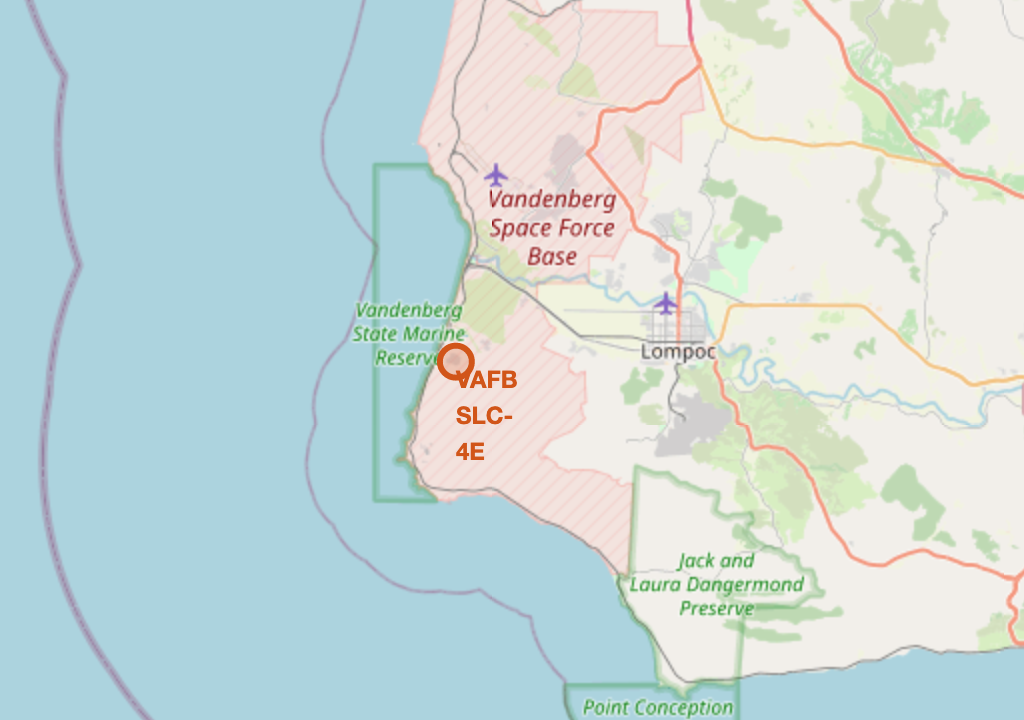 Vandenberg
Space Force
Base
Vandenberg
State Marine
Reserve
Lompoc
VAFB
SLC-
4E
Jack and
Laura Dangermond
Preserve
Point Conception